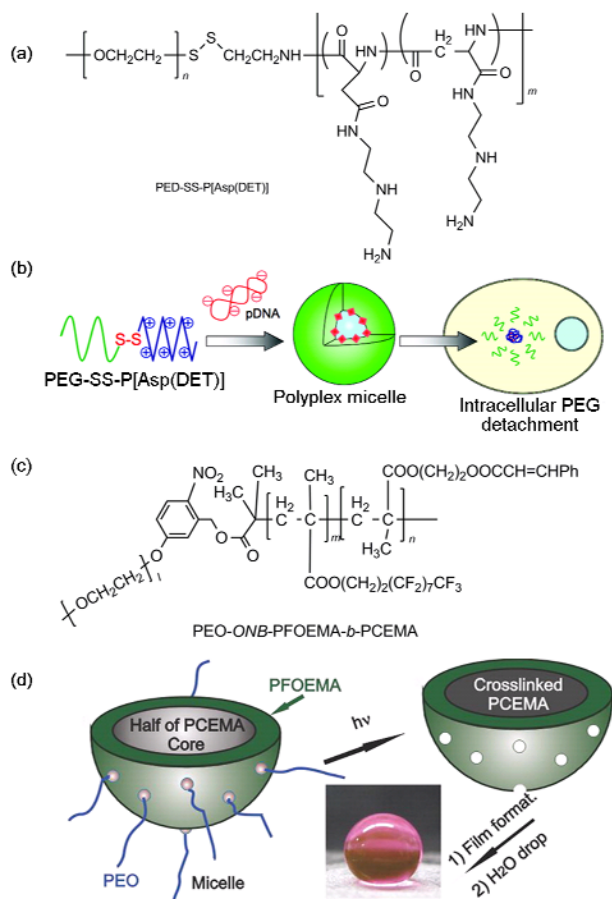 (a)
OCH₂CH₂
n
S
S
CH₂CH₂NH
O
HN
O
NH
H₂
C
HN
O
O
HN
O
HN
m
NH
NH
H₂N
H₂N
PED-SS-P[Asp(DET)]
(b)
pDNA
S-S
PEG-SS-P[Asp(DET)]
Polyplex micelle
Intracellular PEG
detachment
(c)
NO₂
H₃C
CH₃
H₂
C
CH₃
C
m
H₂
C
COO(CH₂)₂OOCCH=CHPh
C
n
H₃C
O
O
O
OCH₂CH₂
l
COO(CH₂)₂(CF₂)₇CF₃
PEO-ONB-PFOEMA-b-PCEMA
(d)
PFOEMA
Half of PCEMA
Core
hν
Crosslinked
PCEMA
PEO
Micelle
1) Film format.
2) H₂O drop